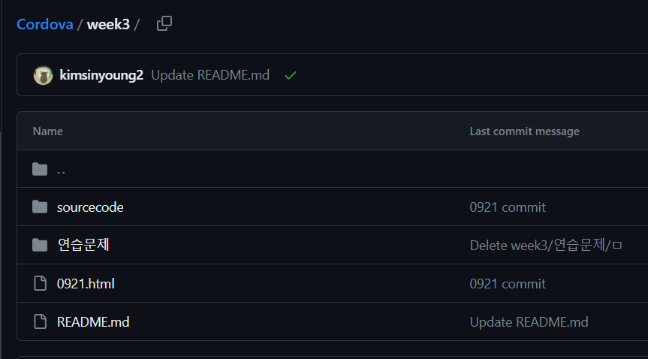 Cordova / week3 /
kimsinyoung2 Update README.md
Name Last commit message
..
sourcecode 0921 commit
연습문제 Delete week3/연습문제/ㅁ
0921.html 0921 commit
README.md Update README.md